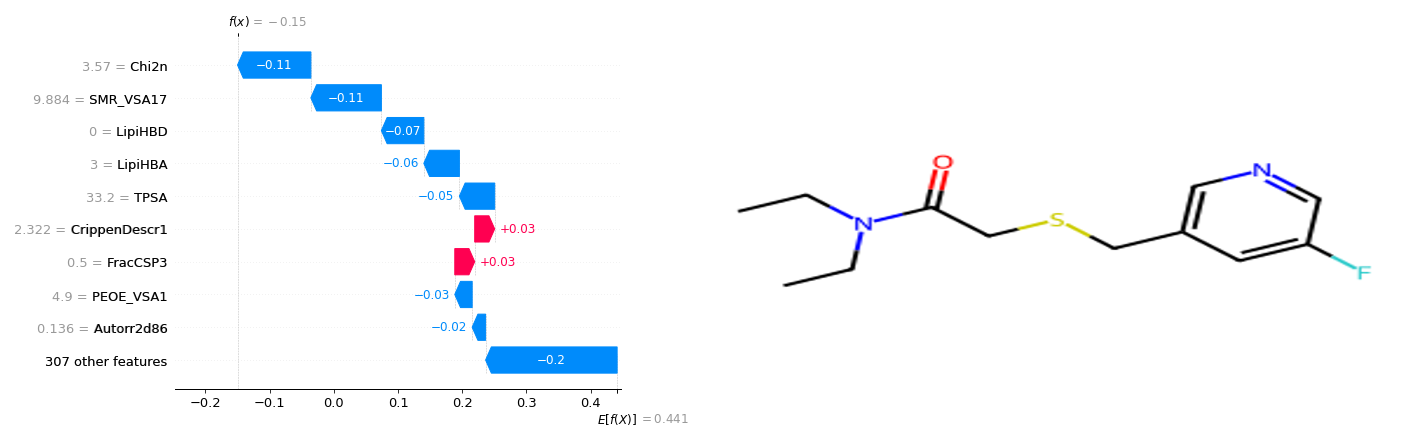 f(x) = −0.15
3.57 = Chi2n
−0.11
9.884 = SMR_VSA17
−0.11
0 = LipiHBD
−0.07
3 = LipiHBA
−0.06
33.2 = TPSA
−0.05
2.322 = CrippenDescr1
+0.03
0.5 = FracCSP3
+0.03
4.9 = PEOE_VSA1
−0.03
0.136 = Autorr2d86
−0.02
307 other features
−0.2
−0.2 −0.1 0.0 0.1 0.2 0.3 0.4
E[f(X)] = 0.441
O
N
S
N
F